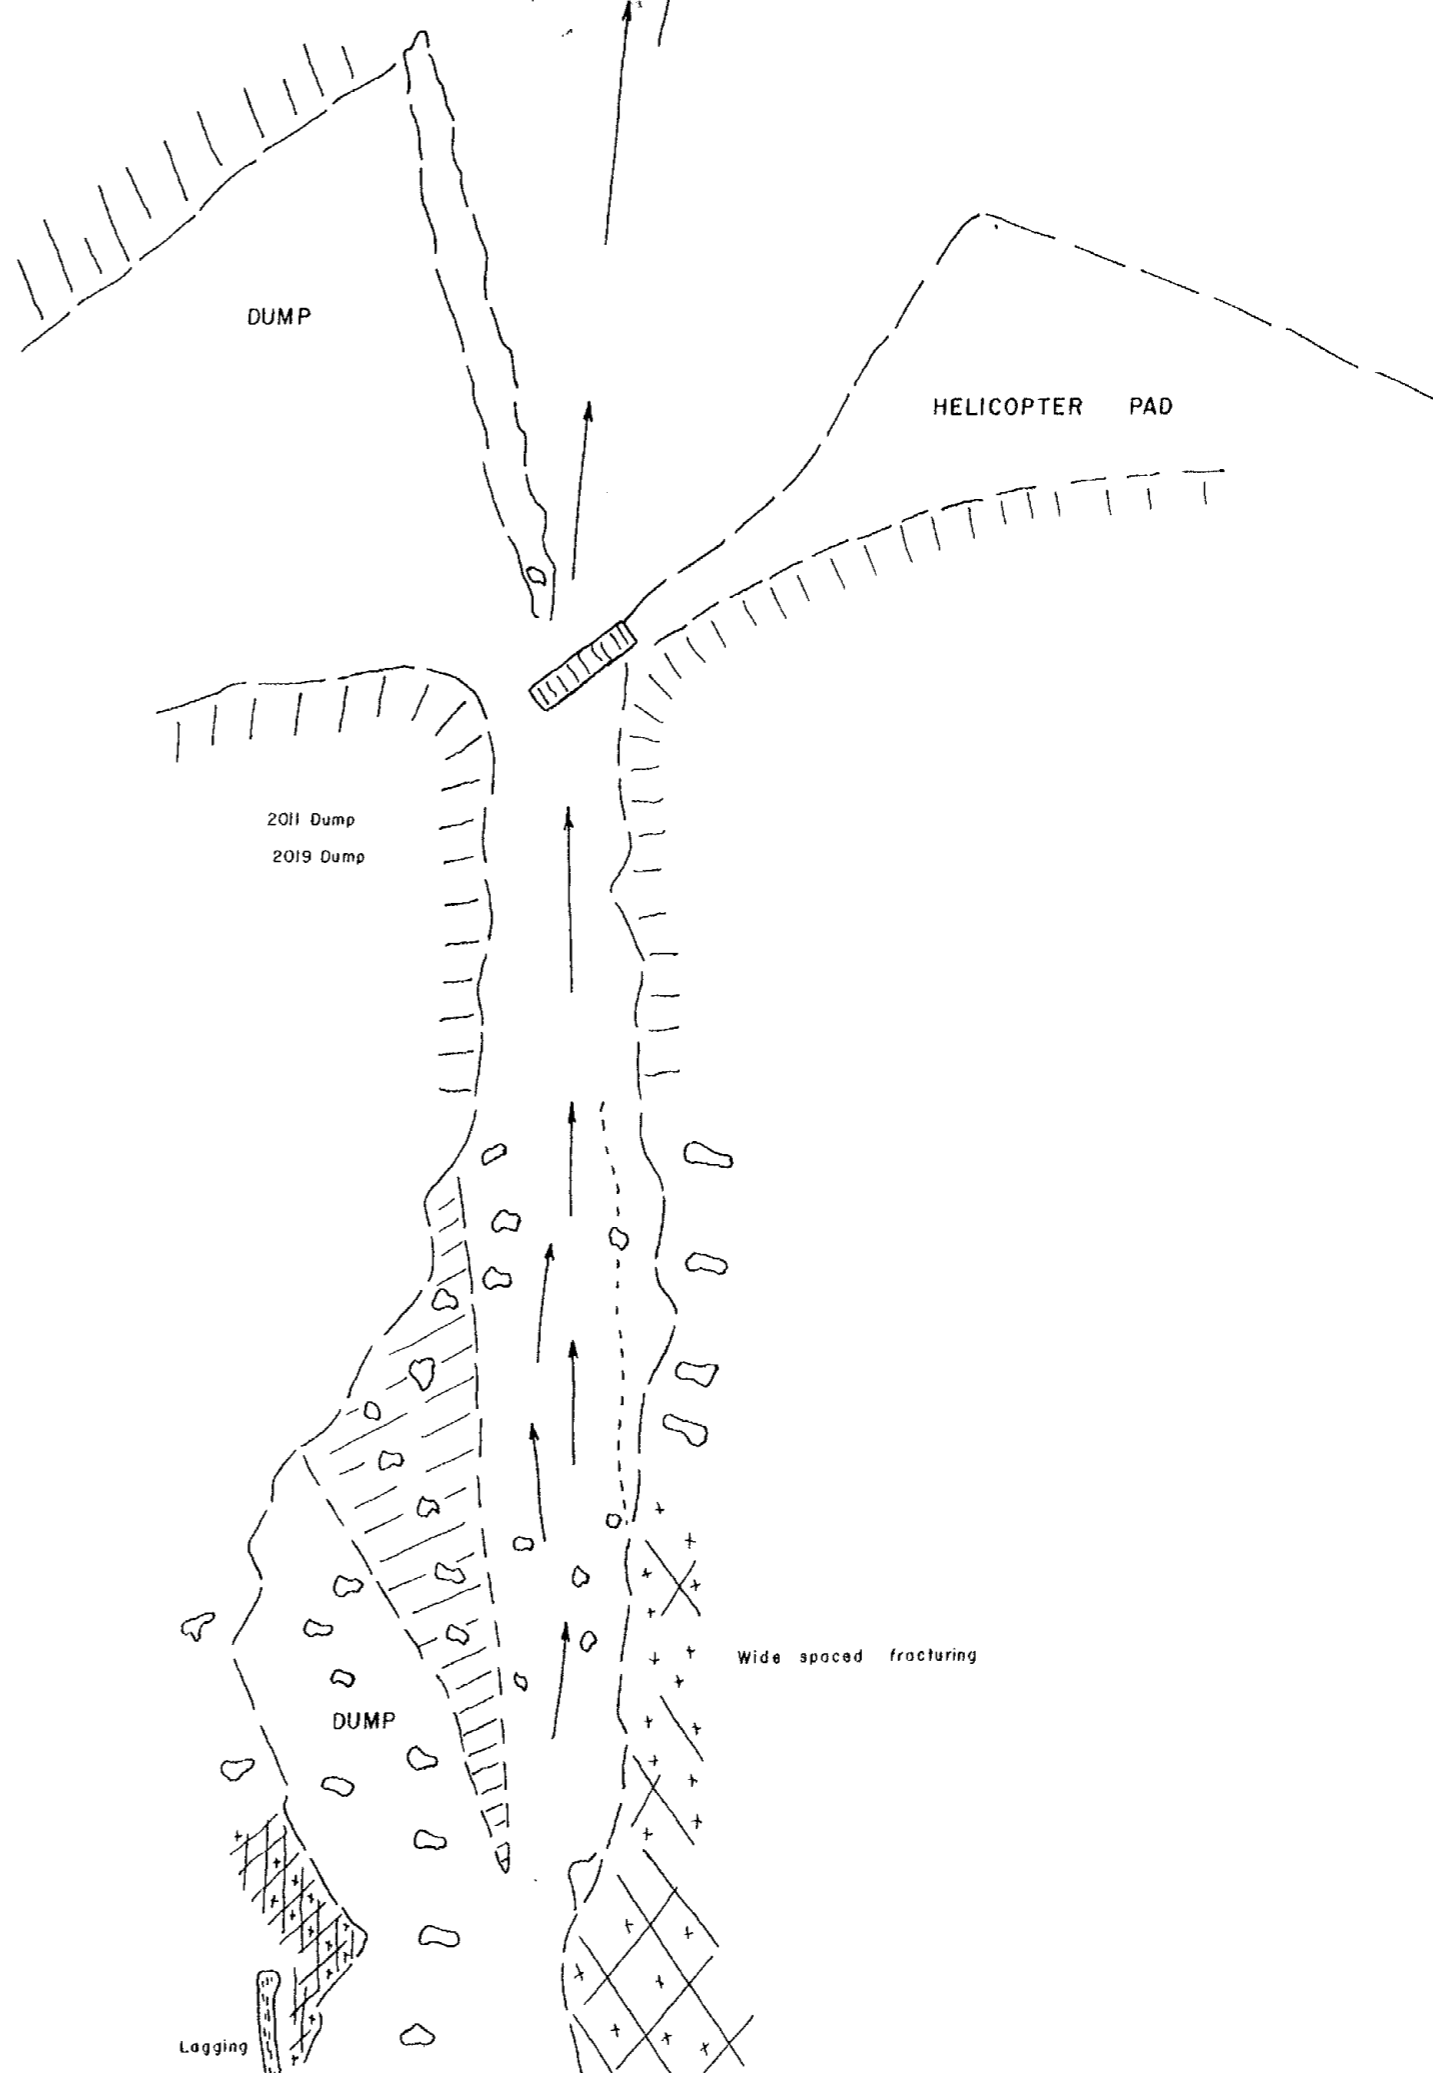 DUMP
HELICOPTER PAD
2011 Dump
2019 Dump
Wide spaced fracturing
DUMP
Lagging